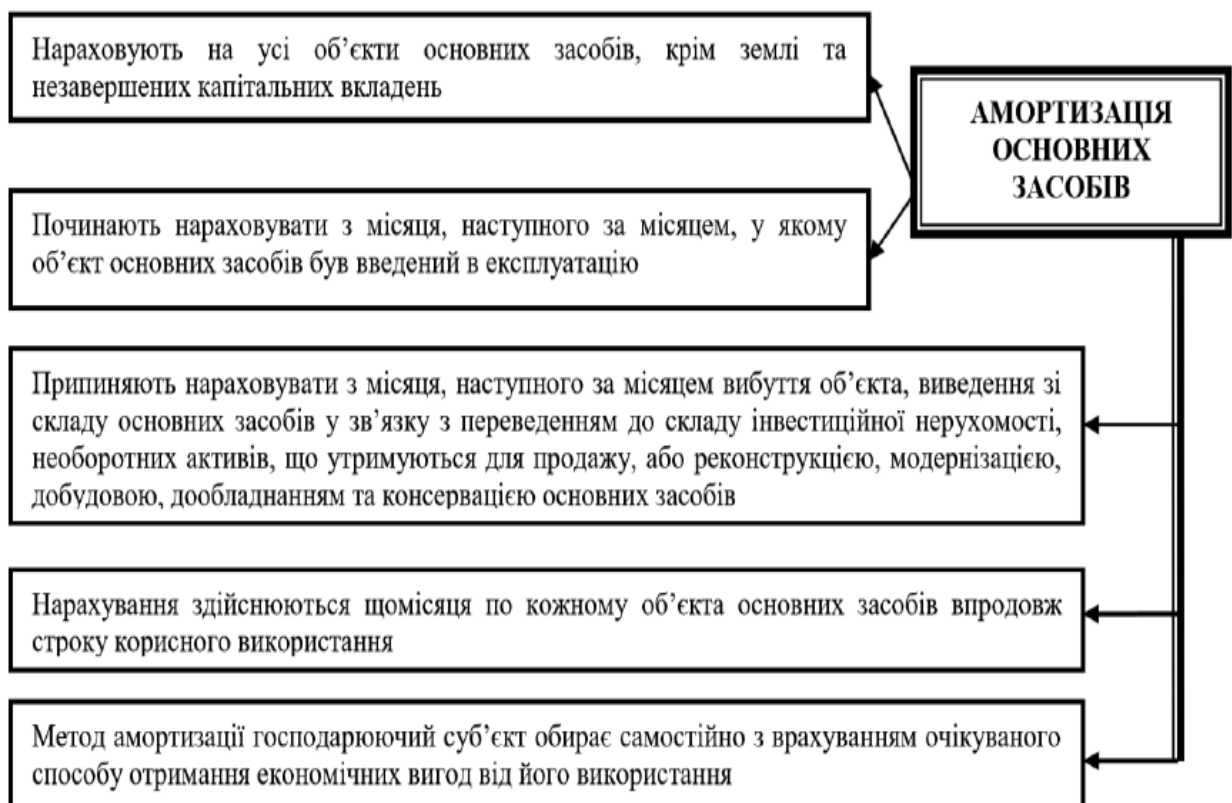 Нараховують на усі об’єкти основних засобів, крім землі та
незавершених капітальних вкладень
АМОРТИЗАЦІЯ
ОСНОВНИХ
ЗАСОБІВ
Починають нараховувати з місяця, наступного за місяцем, у якому
об’єкт основних засобів був введений в експлуатацію
Припиняють нараховувати з місяця, наступного за місяцем вибуття об’єкта, виведення зі
складу основних засобів у зв’язку з переведенням до складу інвестиційної нерухомості,
необоротних активів, що утримуються для продажу, або реконструкцією, модернізацією,
добудовою, дообладнанням та консервацією основних засобів
Нарахування здійснюються щомісяця по кожному об’єкта основних засобів впродовж
строку корисного використання
Метод амортизації господарюючий суб’єкт обирає самостійно з врахуванням очікуваного
способу отримання економічних вигод від його використання